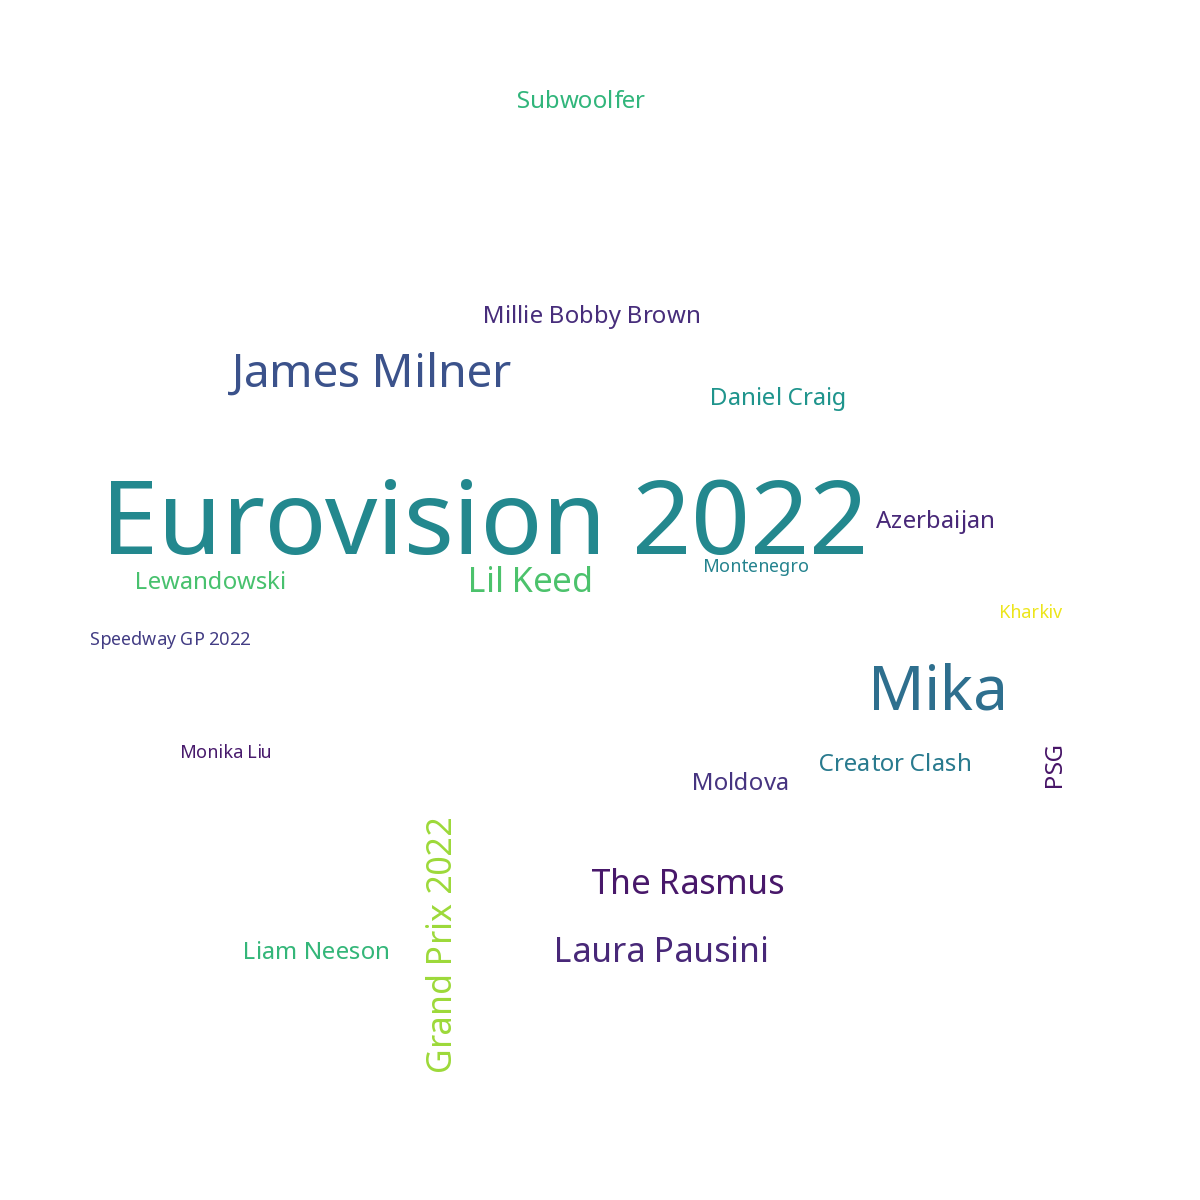 Subwoolfer
Millie Bobby Brown
James Milner
Daniel Craig
Eurovision 2022
Azerbaijan
Montenegro
Lewandowski
Lil Keed
Kharkiv
Speedway GP 2022
Mika
Monika Liu
Creator Clash
PSG
Moldova
Grand Prix 2022
The Rasmus
Liam Neeson
Laura Pausini